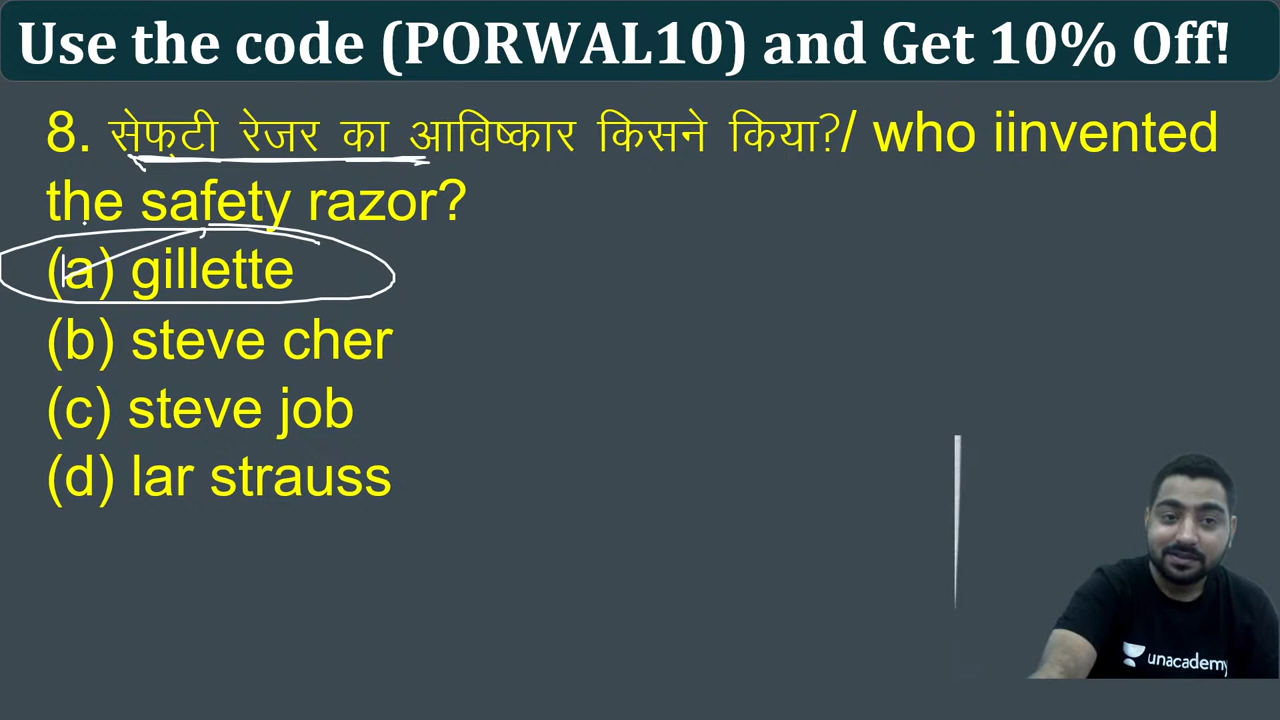 Use the code (PORWAL10) and Get 10% Off!
8. सेफ्टी रेजर का आविष्कार किसने किया?/ who iinvented
the safety razor?
(a) gillette
(b) steve cher
(c) steve job
(d) lar strauss
unacademy